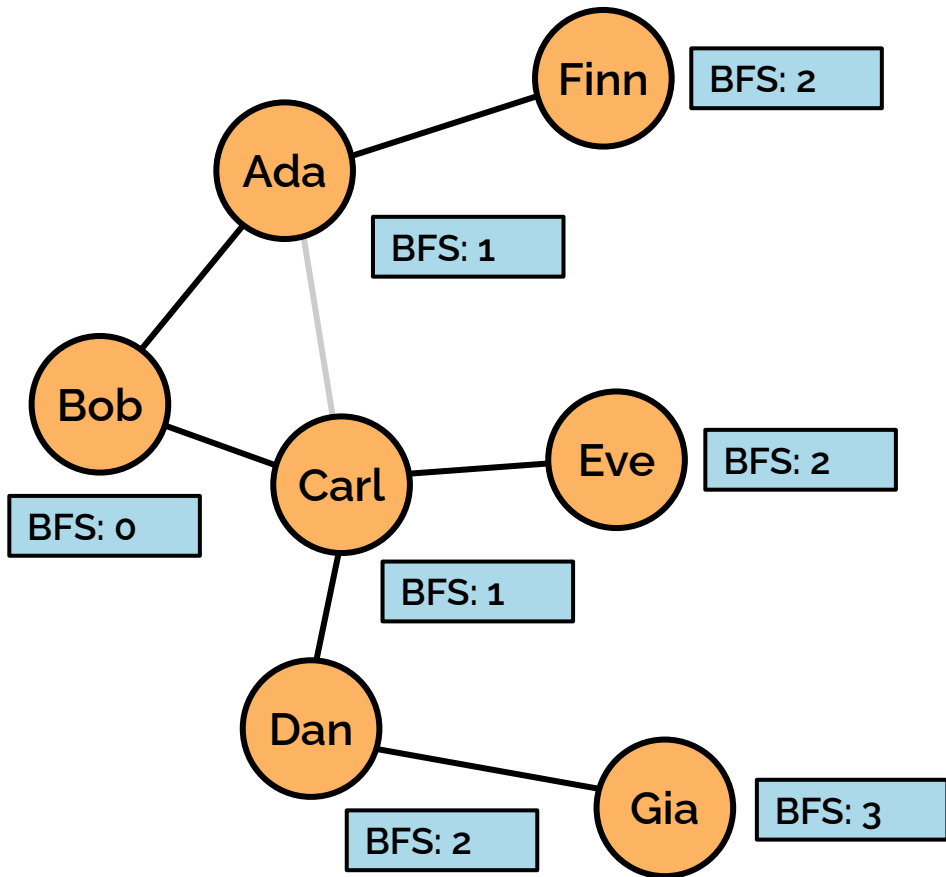 Finn
BFS: 2
Ada
BFS: 1
Bob
BFS: 0
Carl
BFS: 1
Eve
BFS: 2
Dan
BFS: 2
Gia
BFS: 3